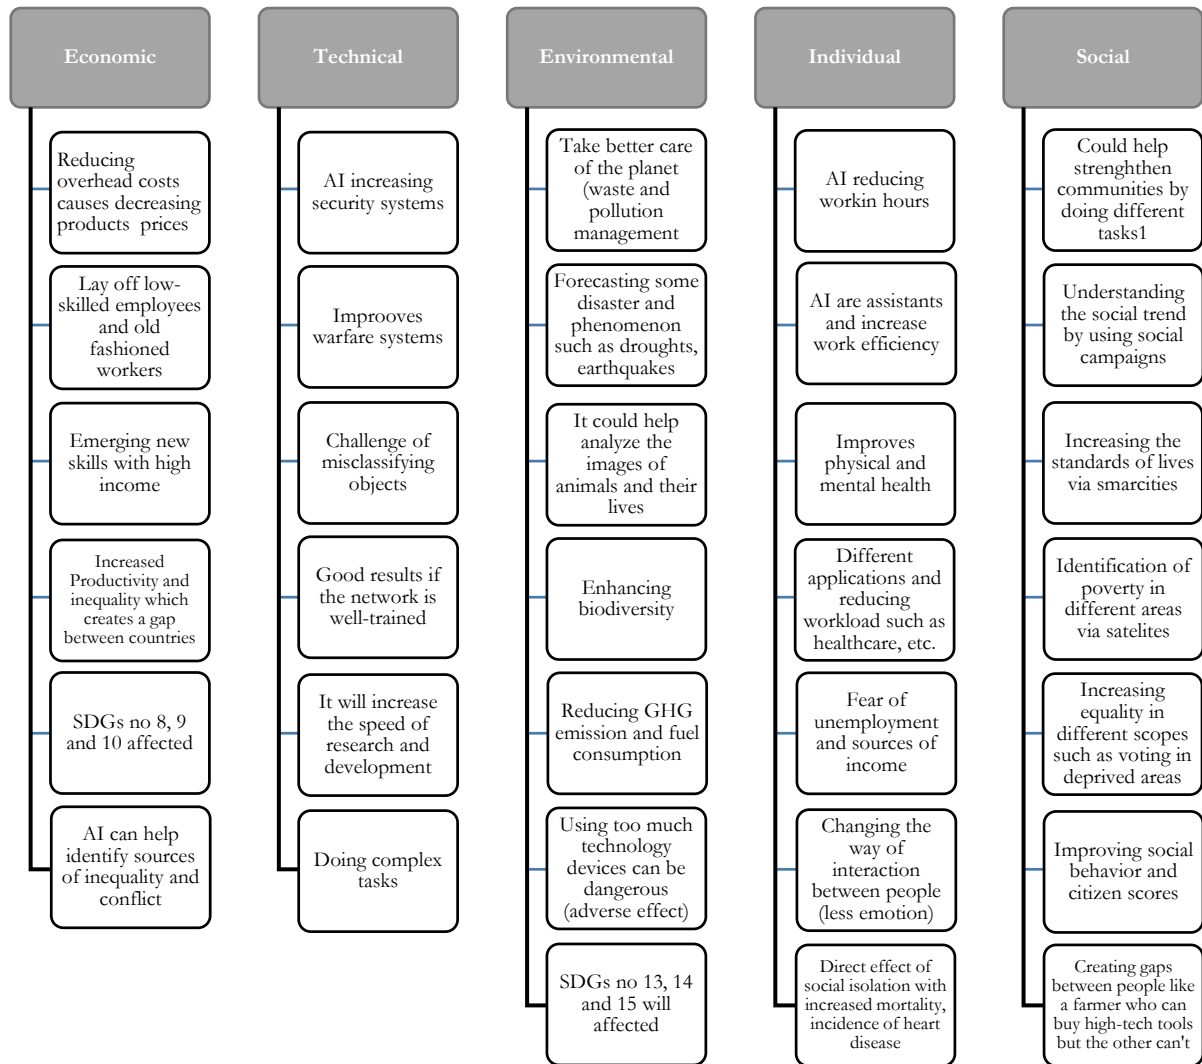 Economic
Reducing
overhead costs
causes decreasing
products prices
Lay off low-
skilled employees
and old
fashioned
workers
Emerging new
skills with high
income
Increased
Productivity and
inequality which
creates a gap
between countries
SDGs no 8, 9
and 10 affected
AI can help
identify sources
of inequality and
conflict
Technical
AI increasing
security systems
Improoves
warfare systems
Challenge of
misclassifying
objects
Good results if
the network is
well-trained
It will increase
the speed of
research and
development
Doing complex
tasks
Environmental
Take better care
of the planet
(waste and
pollution
management
Forecasting some
disaster and
phenomenon
such as droughts,
earthquakes
It could help
analyze the
images of
animals and their
lives
Enhancing
biodiversity
Reducing GHG
emission and fuel
consumption
Using too much
technology
devices can be
dangerous
(adverse effect)
SDGs no 13, 14
and 15 will
affected
Individual
AI reducing
workin hours
AI are assistants
and increase
work efficiency
Improves
physical and
mental health
Different
applications and
reducing
workload such as
healthcare, etc.
Fear of
unemployment
and sources of
income
Changing the
way of
interaction
between people
(less emotion)
Direct effect of
social isolation with
increased mortality,
incidence of heart
disease
Social
Could help
strenghthen
communities by
doing different
tasks1
Understanding
the social trend
by using social
campaigns
Increasing the
standards of lives
via smarcities
Identification of
poverty in
different areas
via satelites
Increasing
equality in
different scopes
such as voting in
deprived areas
Improving social
behavior and
citizen scores
Creating gaps
between people like
a farmer who can
buy high-tech tools
but the other can't